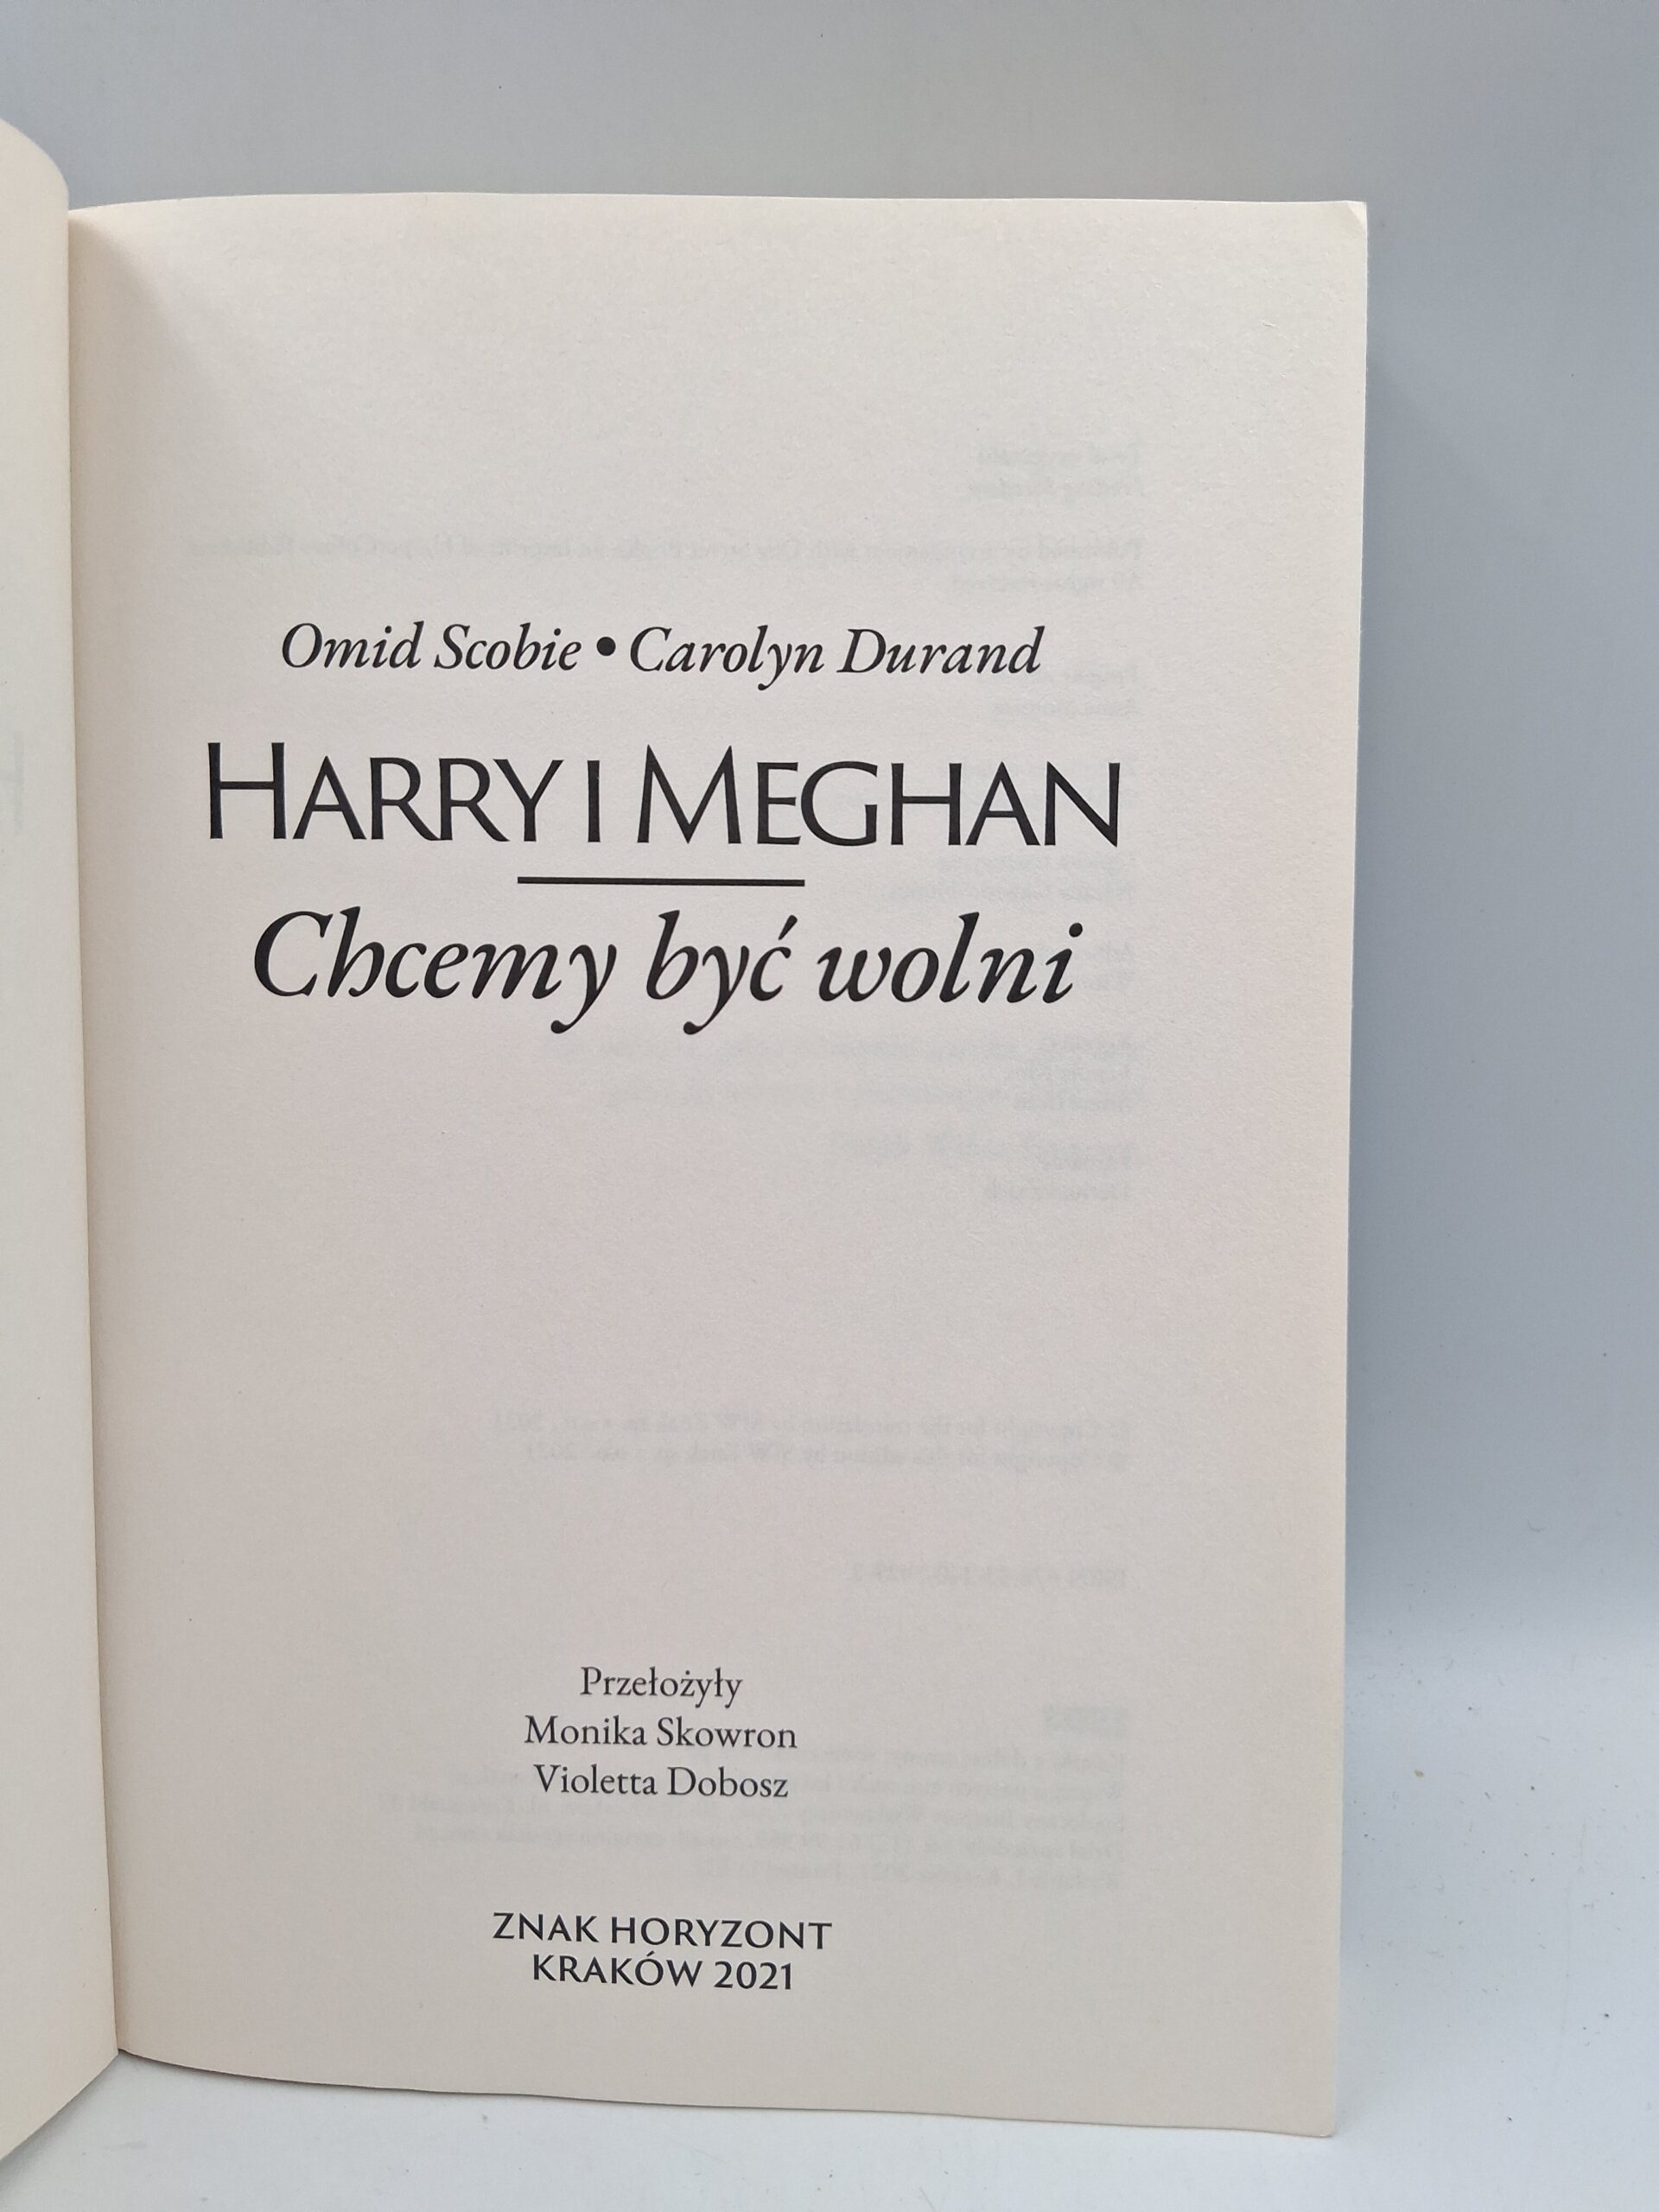 Omid Scobie • Carolyn Durand
HARRY I MEGHAN
Chcemy być wolni
Przełożyły
Monika Skowron
Violetta Dobosz
ZNAK HORYZONT
KRAKÓW 2021